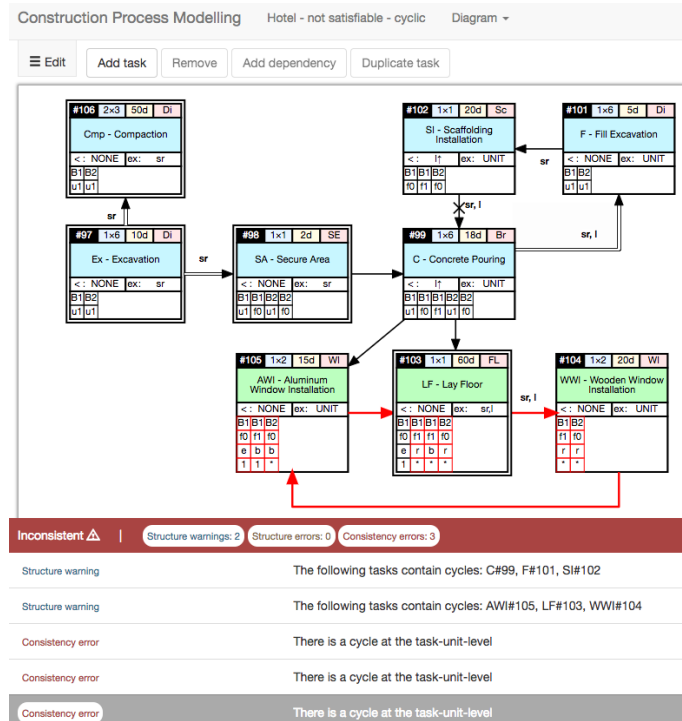 Construction Process Modelling Hotel - not satisfiable - cyclic Diagram
Edit Add task Remove Add dependency Duplicate task
#106 2×3 50d Di
Cmp - Compaction
<: NONE ex: sr
B1 B2
u1 u1
#102 1×1 20d Sc
SI - Scaffolding
Installation
<: l↑ ex: UNIT
B1 B1 B2
f0 f1 f0
#101 1×6 5d Di
F - Fill Excavation
<: NONE ex: UNIT
B1 B2
u1 u1
sr
sr
sr, l
sr, l
#97 1×6 10d Di
Ex - Excavation
<: NONE ex: sr
B1 B2
u1 u1
sr
#98 1×1 2d SE
SA - Secure Area
<: NONE ex: sr
B1 B1 B2 B2
u1 f0 u1 f0
#99 1×6 18d Br
C - Concrete Pouring
<: l↑ ex: UNIT
B1 B1 B1 B2 B2
u1 f0 f1 u1 f0
#105 1×2 15d WI
AWI - Aluminum
Window Installation
<: NONE ex: UNIT
B1 B1 B2
f0 f1 f0
e b b
1 1 *
#103 1×1 60d FL
LF - Lay Floor
<: NONE ex: sr,l
B1 B1 B1 B2
f0 f1 f1 f0
e r b r
1 * * *
sr, l
#104 1×2 20d WI
WWI - Wooden Window
Installation
<: NONE ex: UNIT
B1 B2
f1 f0
r r
* *
Inconsistent | Structure warnings: 2 Structure errors: 0 Consistency errors: 3
Structure warning The following tasks contain cycles: C#99, F#101, SI#102
Structure warning The following tasks contain cycles: AWI#105, LF#103, WWI#104
Consistency error There is a cycle at the task-unit-level
Consistency error There is a cycle at the task-unit-level
Consistency error There is a cycle at the task-unit-level